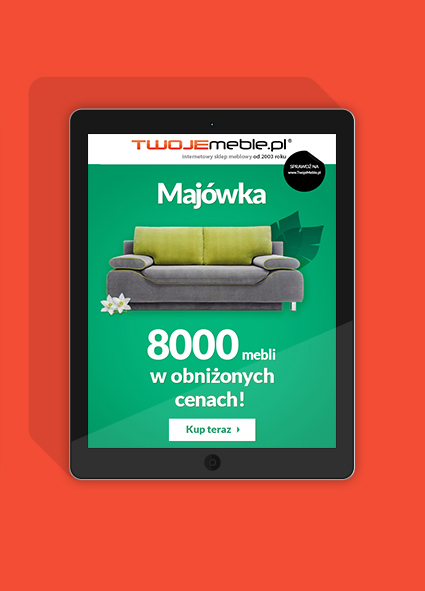 TWOJEmeble.pl®
Internetowy sklep meblowy od 2003 roku
SPRAWDŹ NA
www.TwojeMeble.pl
Majówka
8000 mebli
w obniżonych
cenach!
Kup teraz